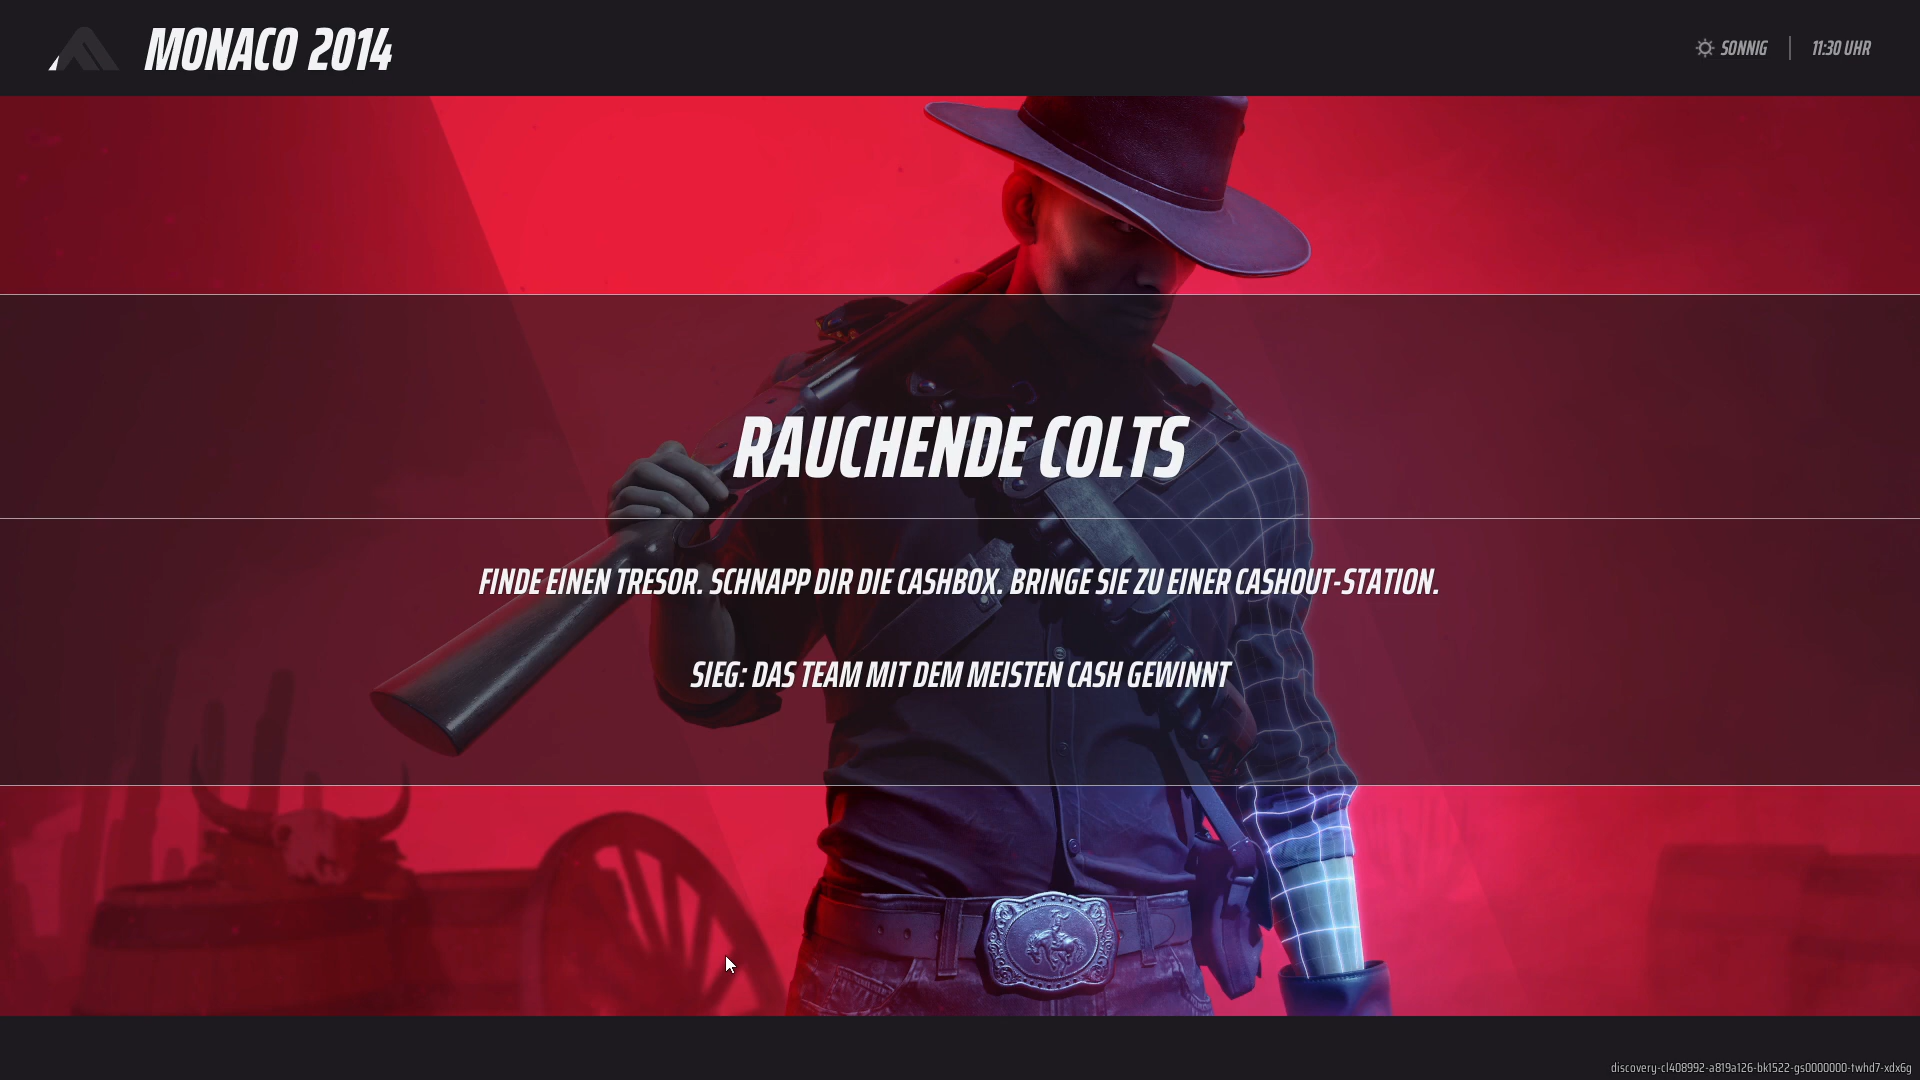 MONACO 2014
SONNIG
11:30 UHR
RAUCHENDE COLTS
FINDE EINEN TRESOR. SCHNAPP DIR DIE CASHBOX. BRINGE SIE ZU EINER CASHOUT-STATION.
SIEG: DAS TEAM MIT DEM MEISTEN CASH GEWINNT
discovery-cl408992-a819a126-bk1522-gs0000000-twhd7-xdx6g